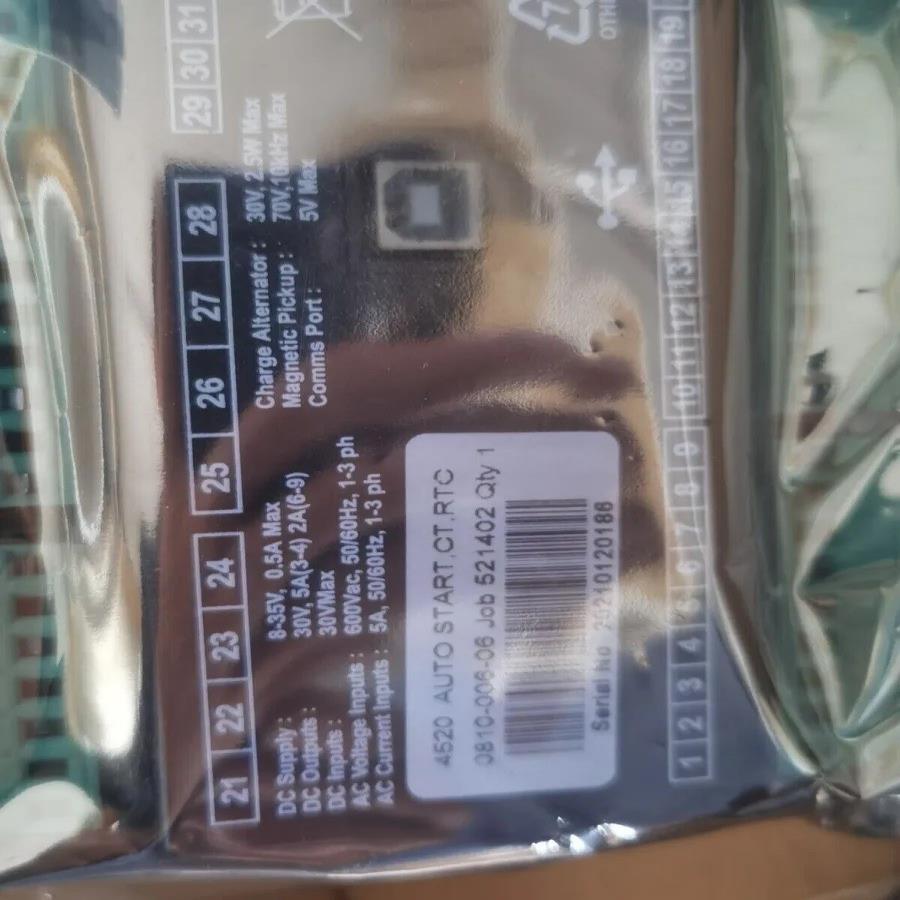 29 30 31
21 22 23 24 25 26 27 28
DC Supply : 8-35V, 0.5A Max
DC Outputs : 30V, 5A(3-4) 2A(6-9)
DC Inputs : 30VMax
AC Voltage Inputs : 600Vac, 50/60Hz, 1-3 ph
AC Current Inputs : 5A, 50/60Hz, 1-3 ph
Charge Alternator : 30V, 2.5W Max
Magnetic Pickup : 70V,10kHz Max
Comms Port : 5V Max
4520 AUTO START,CT,RTC
0810-006-06 Job 521402 Qty 1
Serial No
7
1 2 3 4 5 6 7 8 9 10 11 12 13 14 15 16 17 18 19